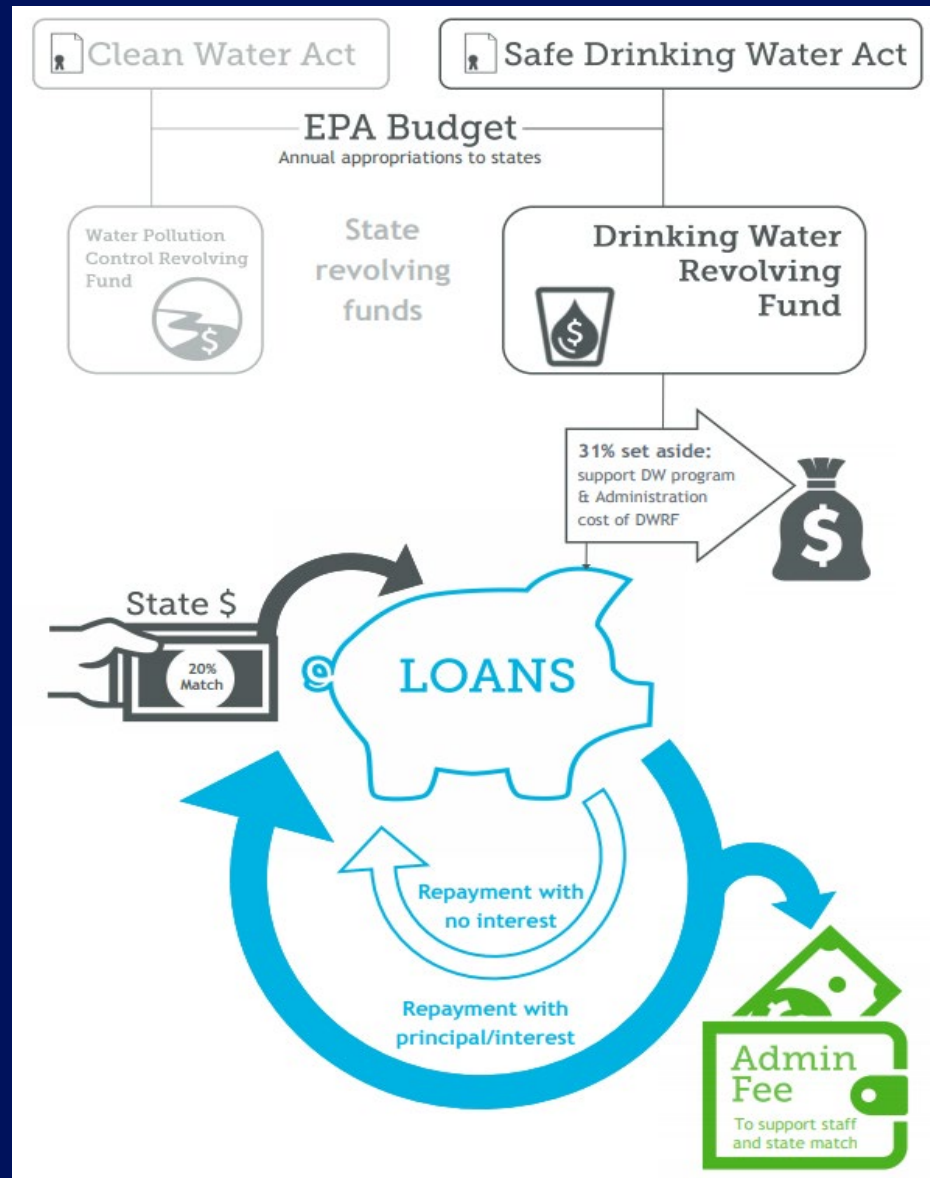 Clean Water Act
Safe Drinking Water Act
EPA Budget
Annual appropriations to states
Water Pollution
Control Revolving
Fund
$
State
revolving
funds
Drinking Water
Revolving
Fund
$
31% set aside:
support DW program
& Administration
cost of DWRF
$
State $
20%
Match
LOANS
Repayment with
no interest
Repayment with
principal/interest
Admin
Fee
To support staff
and state match